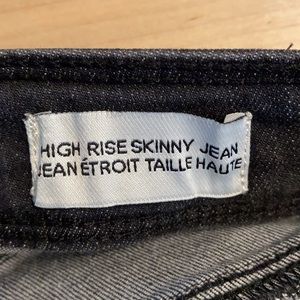 HIGH RISE SKINNY JEAN
JEAN ÉTROIT TAILLE HAUTE